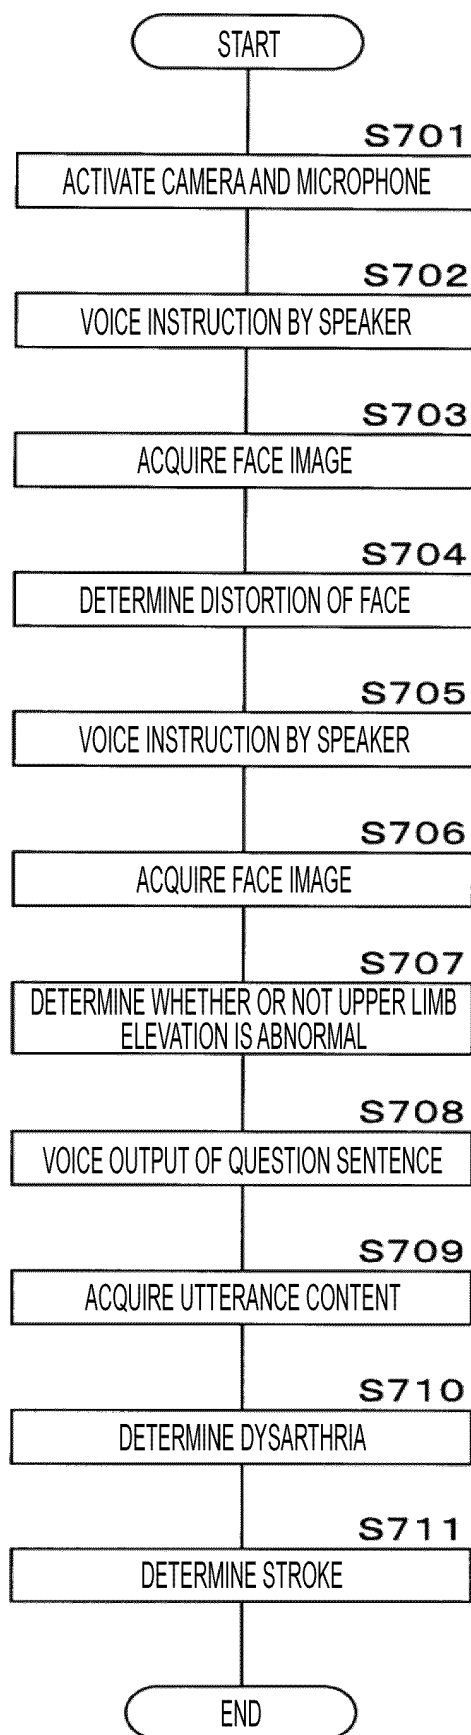 START
S701
ACTIVATE CAMERA AND MICROPHONE
S702
VOICE INSTRUCTION BY SPEAKER
S703
ACQUIRE FACE IMAGE
S704
DETERMINE DISTORTION OF FACE
S705
VOICE INSTRUCTION BY SPEAKER
S706
ACQUIRE FACE IMAGE
S707
DETERMINE WHETHER OR NOT UPPER LIMB
ELEVATION IS ABNORMAL
S708
VOICE OUTPUT OF QUESTION SENTENCE
S709
ACQUIRE UTTERANCE CONTENT
S710
DETERMINE DYSARTHRIA
S711
DETERMINE STROKE
END